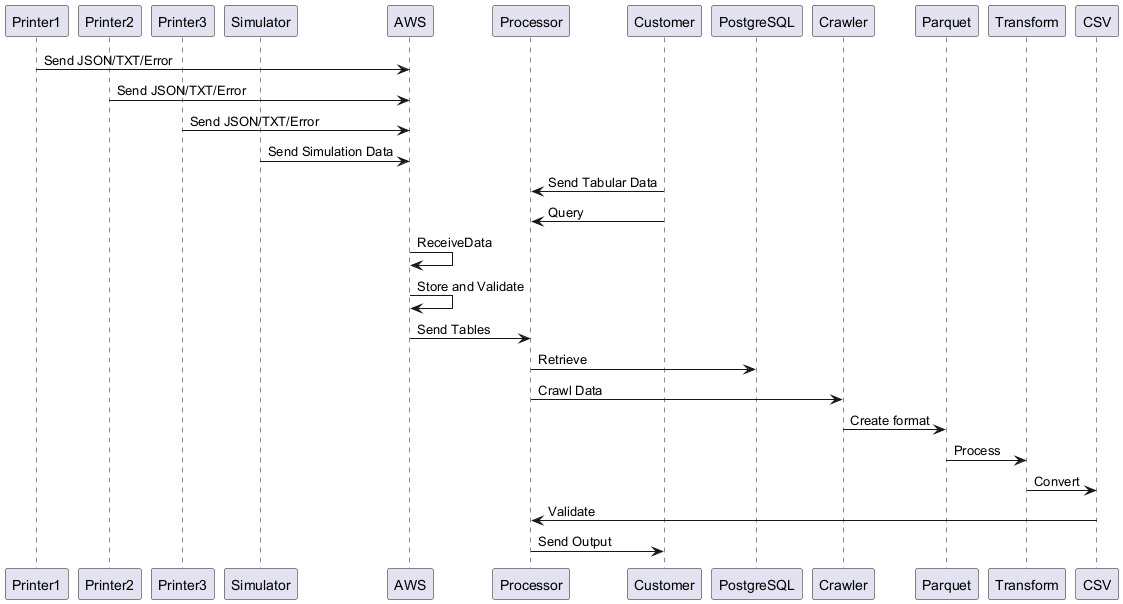 Printer1 Printer2 Printer3 Simulator AWS Processor Customer PostgreSQL Crawler Parquet Transform CSV
Send JSON/TXT/Error
Send JSON/TXT/Error
Send JSON/TXT/Error
Send Simulation Data
Send Tabular Data
Query
ReceiveData
Store and Validate
Send Tables
Retrieve
Crawl Data
Create format
Process
Convert
Validate
Send Output
Printer1 Printer2 Printer3 Simulator AWS Processor Customer PostgreSQL Crawler Parquet Transform CSV